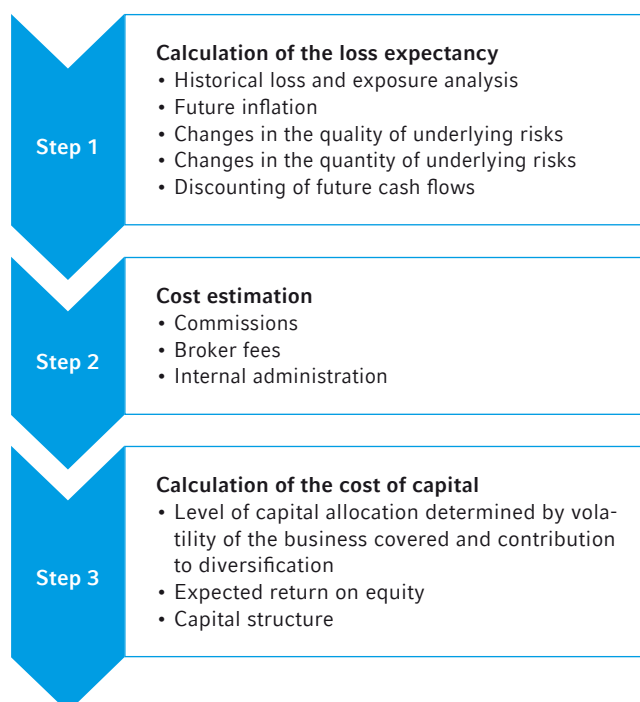 Step 1
Calculation of the loss expectancy
• Historical loss and exposure analysis
• Future inflation
• Changes in the quality of underlying risks
• Changes in the quantity of underlying risks
• Discounting of future cash flows
Step 2
Cost estimation
• Commissions
• Broker fees
• Internal administration
Step 3
Calculation of the cost of capital
• Level of capital allocation determined by vola-
tility of the business covered and contribution
to diversification
• Expected return on equity
• Capital structure